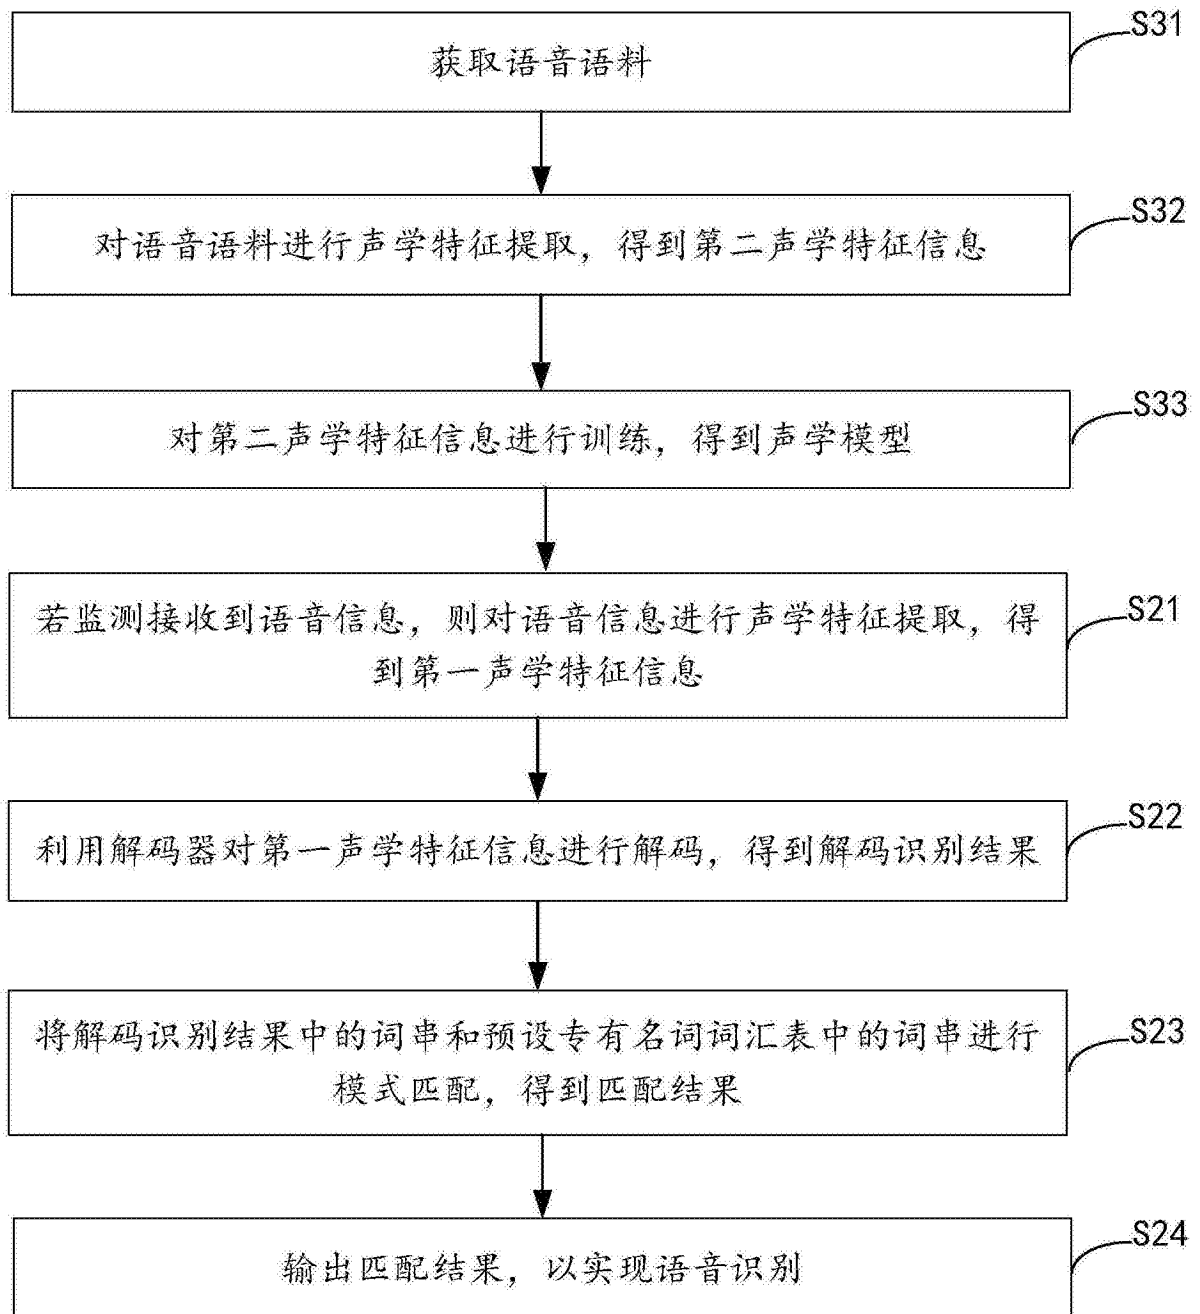 S31
获取语音语料
S32
对语音语料进行声学特征提取，得到第二声学特征信息
S33
对第二声学特征信息进行训练，得到声学模型
S21
若监测接收到语音信息，则对语音信息进行声学特征提取，得
到第一声学特征信息
S22
利用解码器对第一声学特征信息进行解码，得到解码识别结果
S23
将解码识别结果中的词串和预设专有名词词汇表中的词串进行
模式匹配，得到匹配结果
S24
输出匹配结果，以实现语音识别